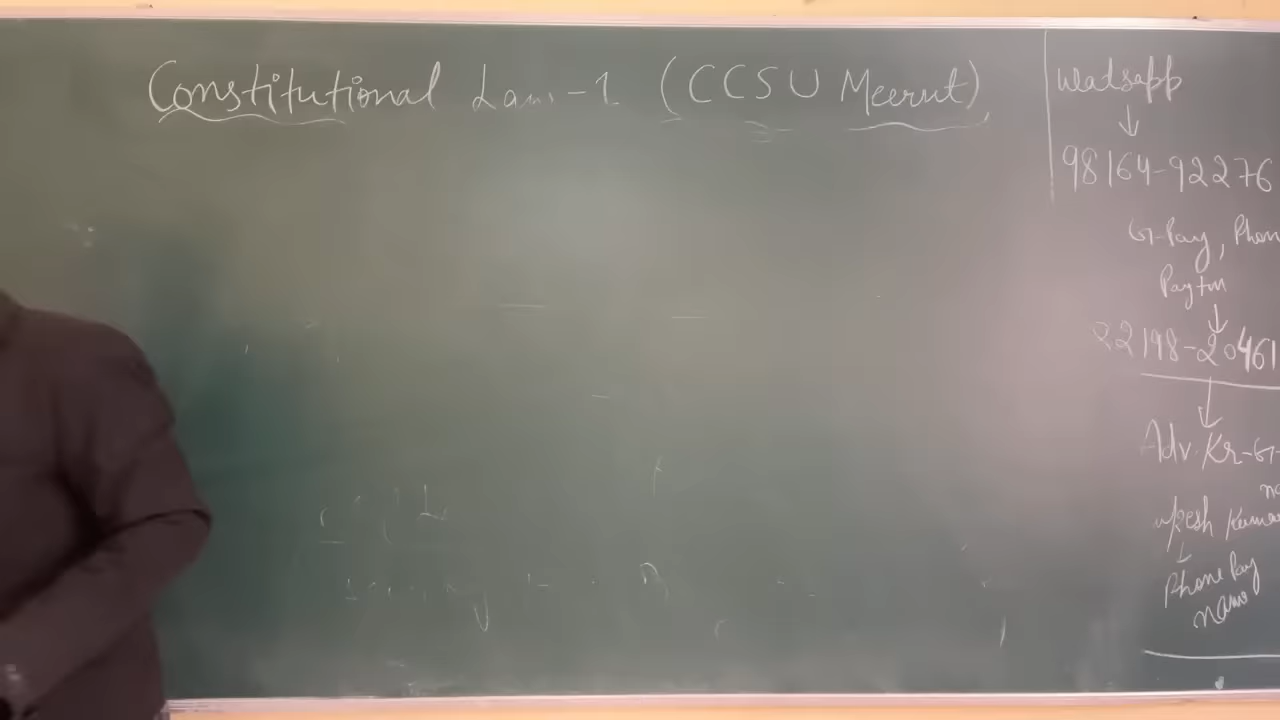 Constitutional Law-1 (CCSU Meerut)
Watsapp
98164-92276
G-Pay, Phon
Paytm
82198-20461
Adv. Kr-G-
upesh Kumar
Phone Pay
name